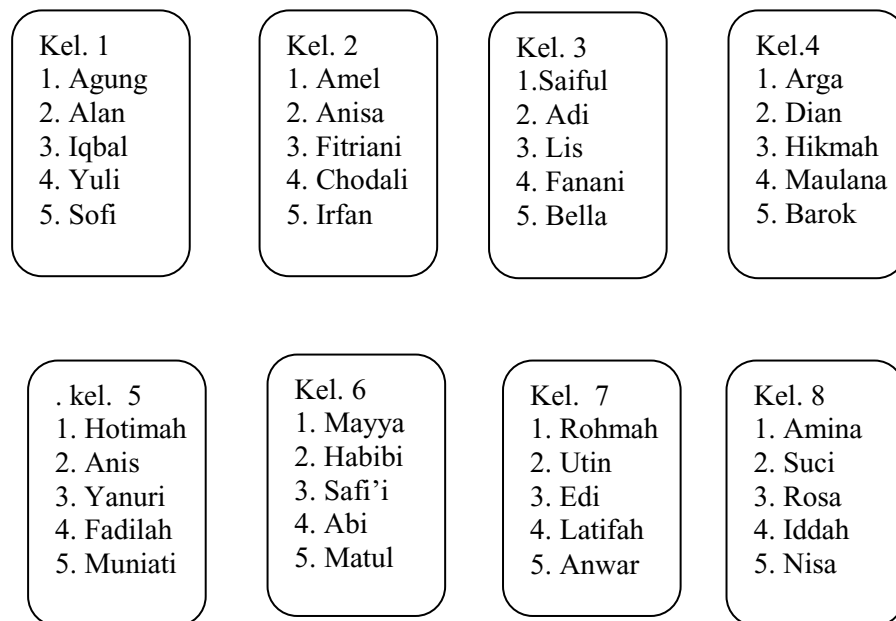 Kel. 1
1. Agung
2. Alan
3. Iqbal
4. Yuli
5. Sofi
Kel. 2
1. Amel
2. Anisa
3. Fitriani
4. Chodali
5. Irfan
Kel. 3
1.Saiful
2. Adi
3. Lis
4. Fanani
5. Bella
Kel.4
1. Arga
2. Dian
3. Hikmah
4. Maulana
5. Barok
. kel. 5
1. Hotimah
2. Anis
3. Yanuri
4. Fadilah
5. Muniati
Kel. 6
1. Mayya
2. Habibi
3. Safi’i
4. Abi
5. Matul
Kel. 7
1. Rohmah
2. Utin
3. Edi
4. Latifah
5. Anwar
Kel. 8
1. Amina
2. Suci
3. Rosa
4. Iddah
5. Nisa